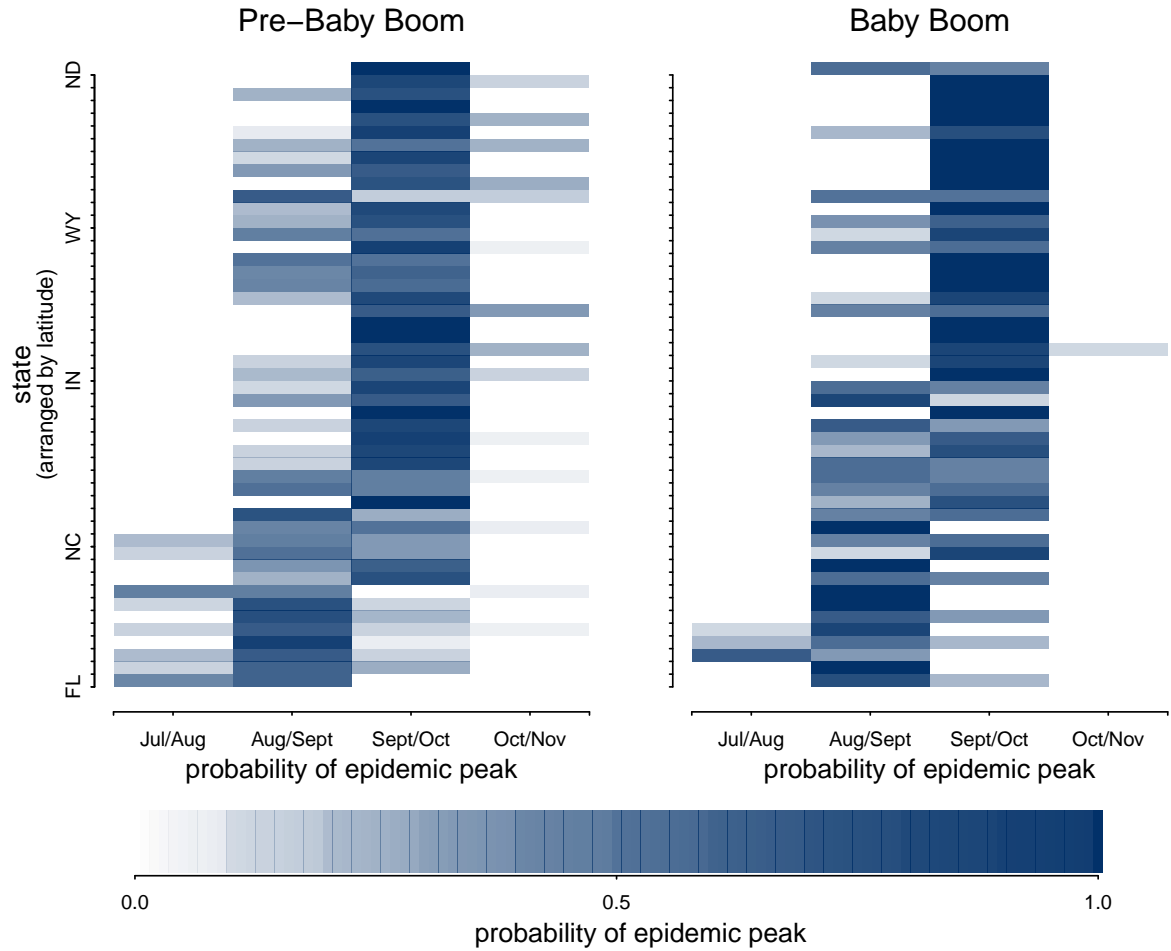 Pre−Baby Boom
Baby Boom
state
(arranged by latitude)
ND
WY
IN
NC
FL
Jul/Aug Aug/Sept Sept/Oct Oct/Nov
probability of epidemic peak
Jul/Aug Aug/Sept Sept/Oct Oct/Nov
probability of epidemic peak
0.0 0.5 1.0
probability of epidemic peak